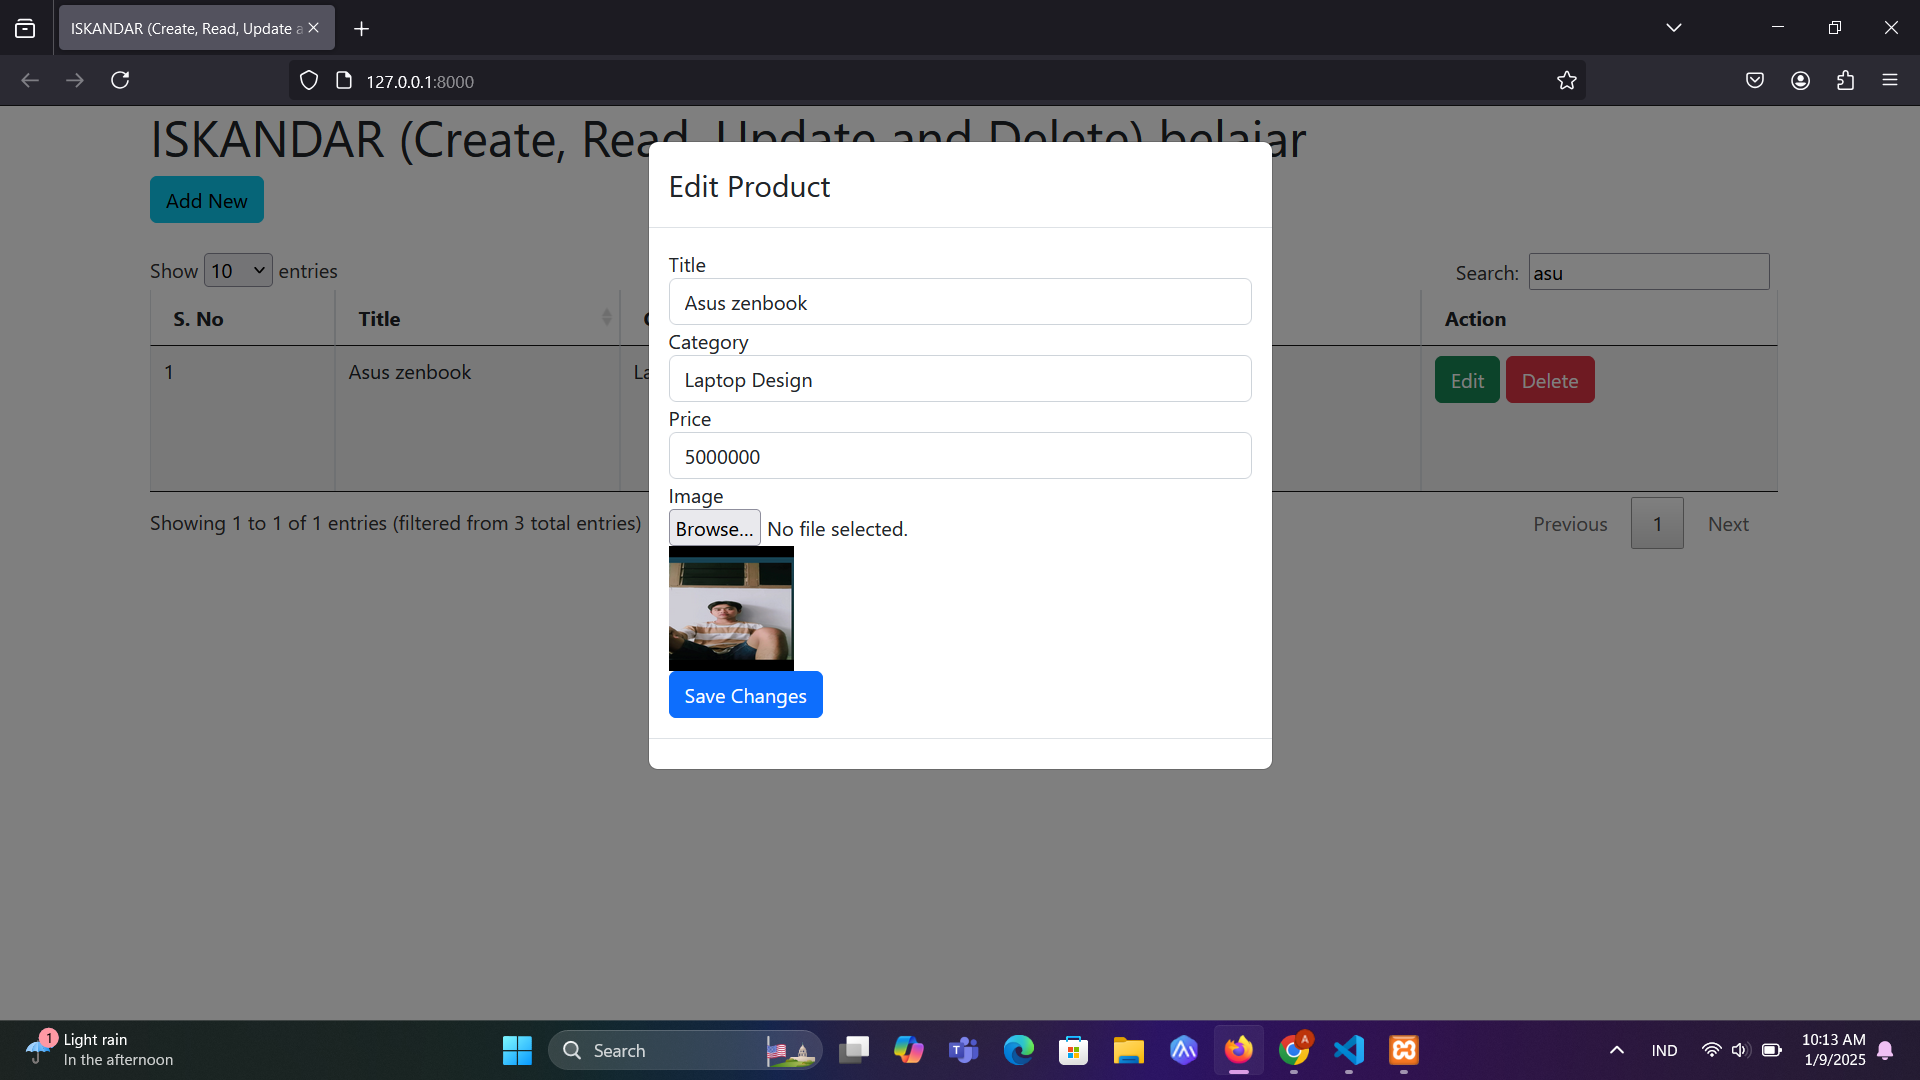 ISKANDAR (Create, Read, Update a
127.0.0.1:8000
ISKANDAR (Create, Read, Update and Delete) belajar
Add New
Show 10 entries
Search: asu
S. No Title Action
1 Asus zenbook La Edit Delete
Showing 1 to 1 of 1 entries (filtered from 3 total entries)
Previous 1 Next
Edit Product
Title
Asus zenbook
Category
Laptop Design
Price
5000000
Image
Browse... No file selected.
Save Changes
1
Light rain
In the afternoon
Search
A
IND
10:13 AM
1/9/2025